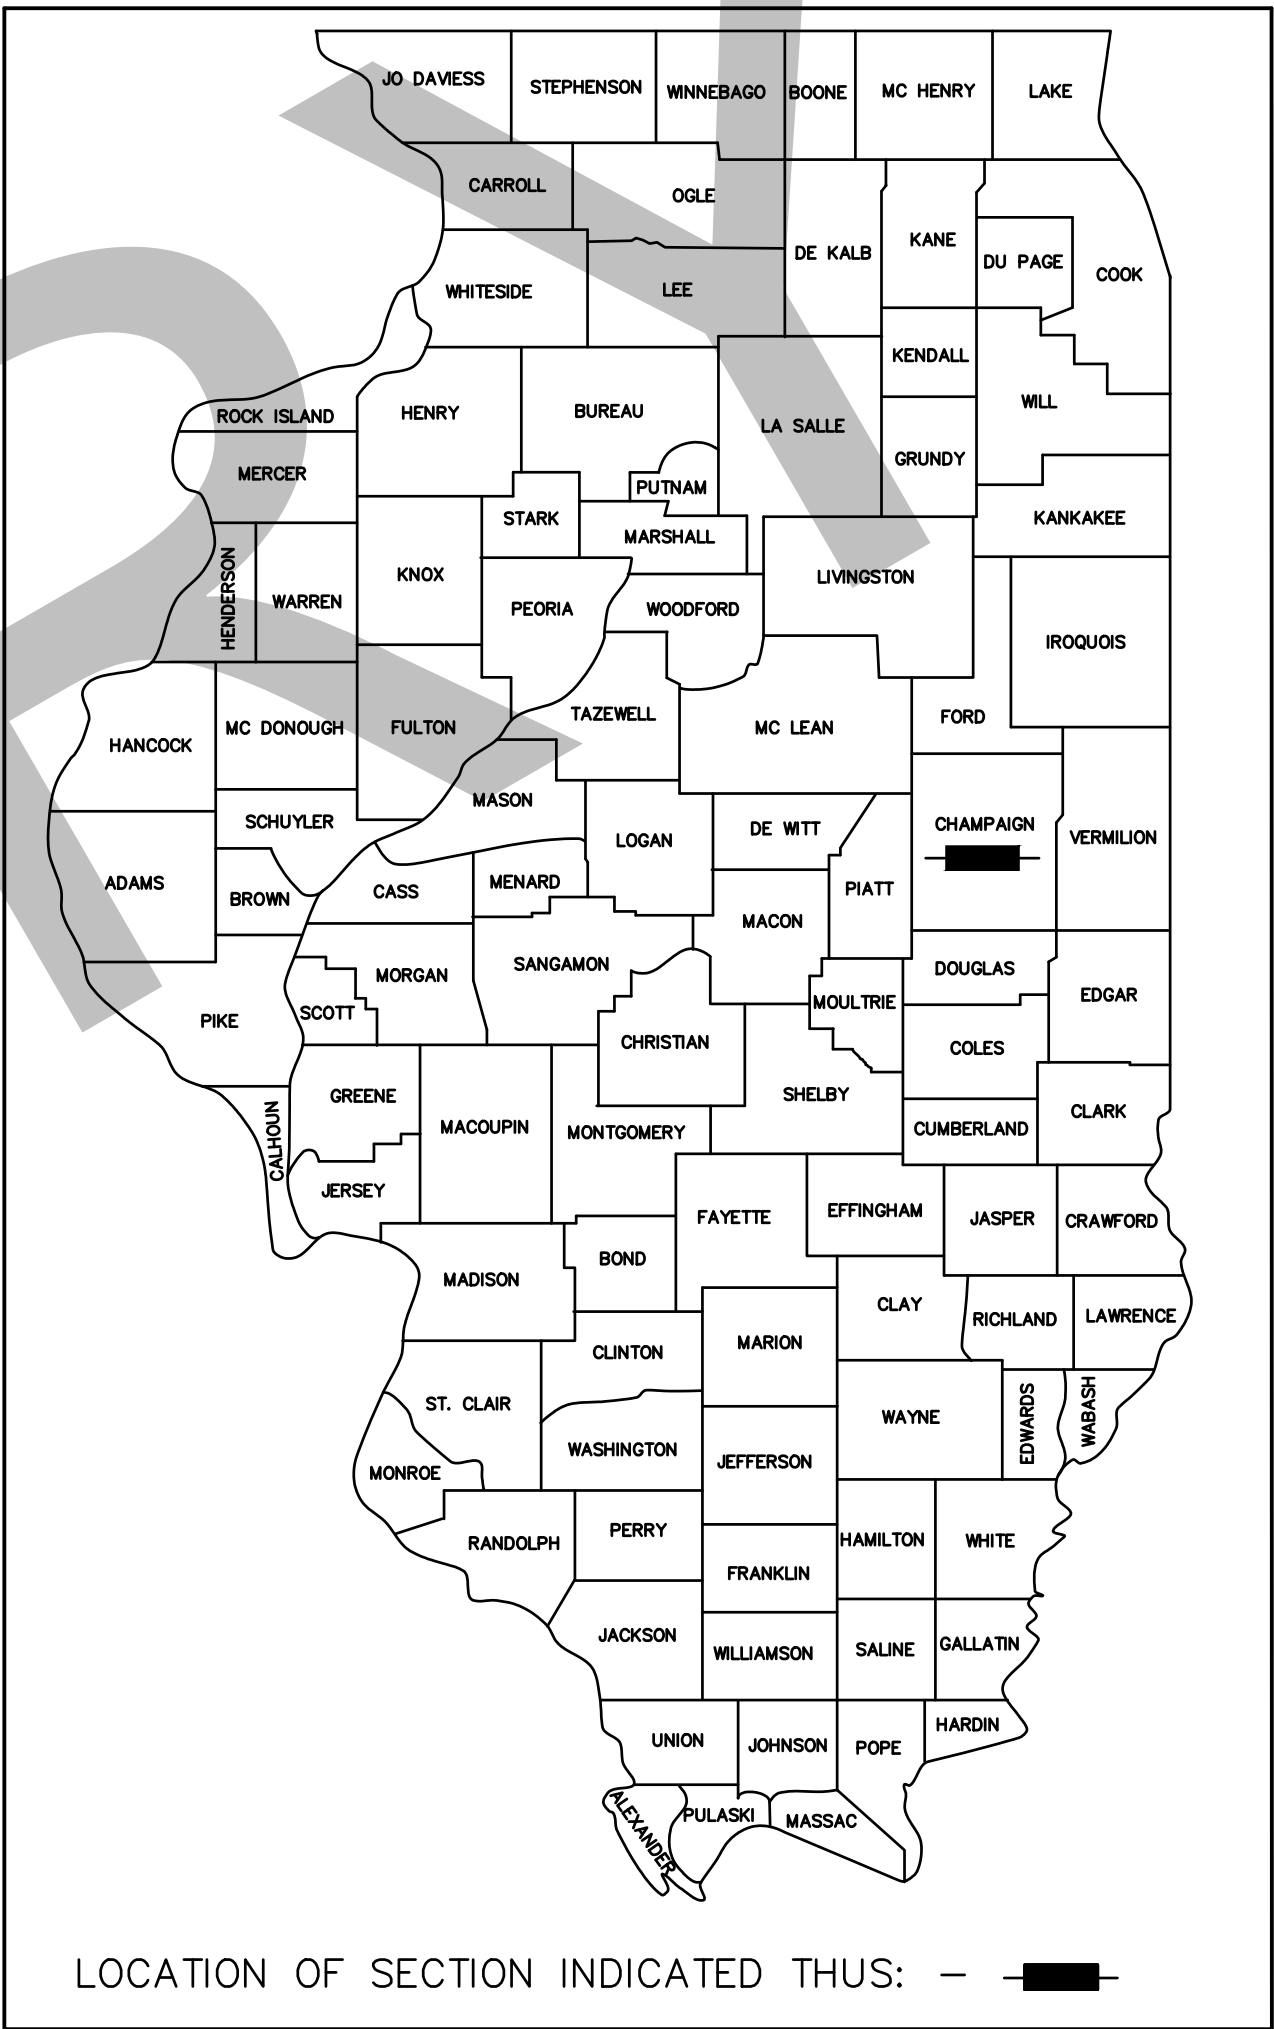 JO DAVIESS
STEPHENSON
WINNEBAGO
BOONE
MC HENRY
LAKE
CARROLL
OGLE
DE KALB
KANE
DU PAGE
COOK
WHITESIDE
LEE
KENDALL
WILL
ROCK ISLAND
HENRY
BUREAU
LA SALLE
GRUNDY
MERCER
PUTNAM
STARK
MARSHALL
KANKAKEE
HENDERSON
WARREN
KNOX
PEORIA
WOODFORD
LIVINGSTON
IROQUOIS
HANCOCK
MC DONOUGH
FULTON
TAZEWELL
MC LEAN
FORD
MASON
SCHUYLER
LOGAN
DE WITT
CHAMPAIGN
VERMILION
ADAMS
BROWN
CASS
MENARD
PIATT
MACON
SANGAMON
MORGAN
DOUGLAS
EDGAR
PIKE
SCOTT
MOULTRIE
CHRISTIAN
COLES
GREENE
SHELBY
CALHOUN
MACOUPIN
MONTGOMERY
CUMBERLAND
CLARK
JERSEY
FAYETTE
EFFINGHAM
JASPER
CRAWFORD
MADISON
BOND
CLAY
RICHLAND
LAWRENCE
CLINTON
MARION
ST. CLAIR
WAYNE
EDWARDS
WABASH
WASHINGTON
JEFFERSON
MONROE
RANDOLPH
PERRY
HAMILTON
WHITE
FRANKLIN
JACKSON
WILLIAMSON
SALINE
GALLATIN
UNION
JOHNSON
POPE
HARDIN
ALEXANDER
PULASKI
MASSAC
LOCATION OF SECTION INDICATED THUS: -